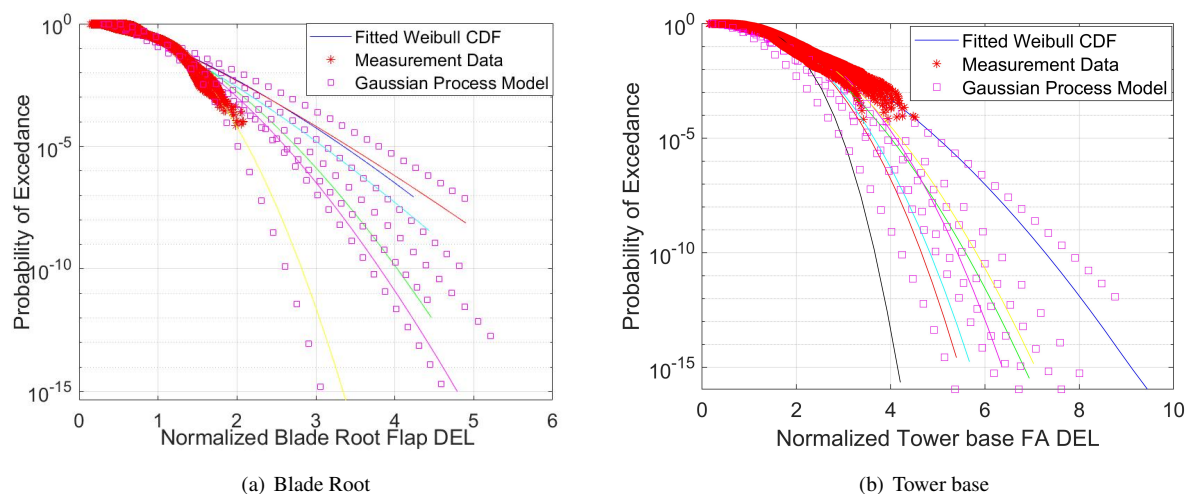 Fitted Weibull CDF
Measurement Data
Gaussian Process Model
10^0
10^-5
10^-10
10^-15
0 1 2 3 4 5 6
Probability of Exceedance
Normalized Blade Root Flap DEL
(a) Blade Root
Fitted Weibull CDF
Measurement Data
Gaussian Process Model
10^0
10^-5
10^-10
10^-15
0 2 4 6 8 10
Probability of Excedance
Normalized Tower base FA DEL
(b) Tower base